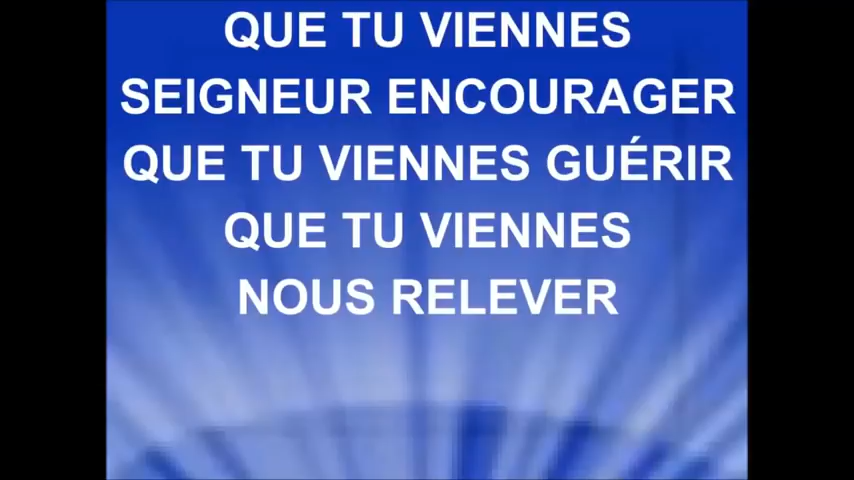 QUE TU VIENNES
SEIGNEUR ENCOURAGER
QUE TU VIENNES GUÉRIR
QUE TU VIENNES
NOUS RELEVER